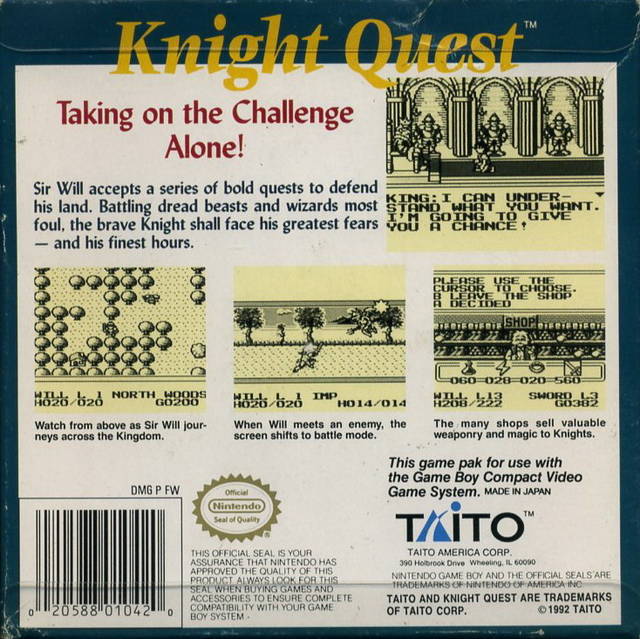 Knight Quest™
Taking on the Challenge
Alone!
Sir Will accepts a series of bold quests to defend
his land. Battling dread beasts and wizards most
foul, the brave Knight shall face his greatest fears
— and his finest hours.
KING:I CAN UNDER-
STAND WHAT YOU WANT.
I'M GOING TO GIVE
YOU A CHANCE!
WILL L 1 NORTH WOODS
H020/020 G0200
Watch from above as Sir Will jour-
neys across the Kingdom.
WILL L 1 IMP
H020/020 H014/014
When Will meets an enemy, the
screen shifts to battle mode.
PLEASE USE THE
CURSOR TO CHOOSE.
B LEAVE THE SHOP
A DECIDED
SHOP
060 028 020 560
WILL L13 SWORD L3
H208/222 G0382
The many shops sell valuable
weaponry and magic to Knights.
This game pak for use with
the Game Boy Compact Video
Game System. MADE IN JAPAN
DMG P FW
0 20588 01042 0
Official
Nintendo
Seal of Quality
THIS OFFICIAL SEAL IS YOUR
ASSURANCE THAT NINTENDO HAS
APPROVED THE QUALITY OF THIS
PRODUCT. ALWAYS LOOK FOR THIS
SEAL WHEN BUYING GAMES AND
ACCESSORIES TO ENSURE COMPLETE
COMPATIBILITY WITH YOUR GAME
BOY SYSTEM.
TAITO™
TAITO AMERICA CORP.
390 Holbrook Drive Wheeling, IL 60090
NINTENDO GAME BOY AND THE OFFICIAL SEALS ARE
TRADEMARKS OF NINTENDO OF AMERICA INC.
TAITO AND KNIGHT QUEST ARE TRADEMARKS
OF TAITO CORP. © 1992 TAITO